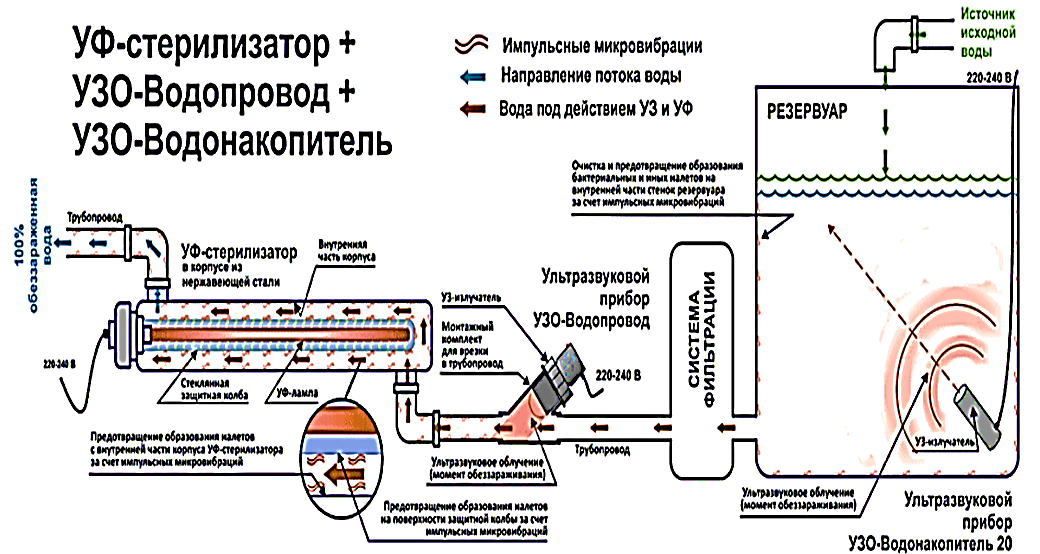 УФ-стерилизатор +
УЗО-Водопровод +
УЗО-Водонакопитель
Импульсные микровибрации
Направление потока воды
Вода под действием УЗ и УФ
Источник
исходной
воды
220-240 В
РЕЗЕРВУАР
Очистка и предотвращение образования
бактериальных и иных налетов на
внутренней части стенок резервуара
за счет импульсных микровибраций
100%
обеззараженная
вода
Трубопровод
УФ-стерилизатор
в корпусе из
нержавеющей стали
Внутренняя
часть корпуса
Ультразвуковой
прибор
УЗО-Водопровод
УЗ-излучатель
Монтажный
комплект
для врезки
в трубопровод
СИСТЕМА
ФИЛЬТРАЦИИ
220-240 В
220-240 В
Стеклянная
защитная колба
УФ-лампа
Предотвращение образования налетов
с внутренней части корпуса УФ-стерилизатора
за счет импульсных микровибраций
Ультразвуковое облучение
(момент обеззараживания)
Трубопровод
УЗ-излучатель
Предотвращение образования налетов
на поверхности защитной колбы за счет
импульсных микровибраций
Ультразвуковое облучение
(момент обеззараживания)
Ультразвуковой
прибор
УЗО-Водонакопитель 20